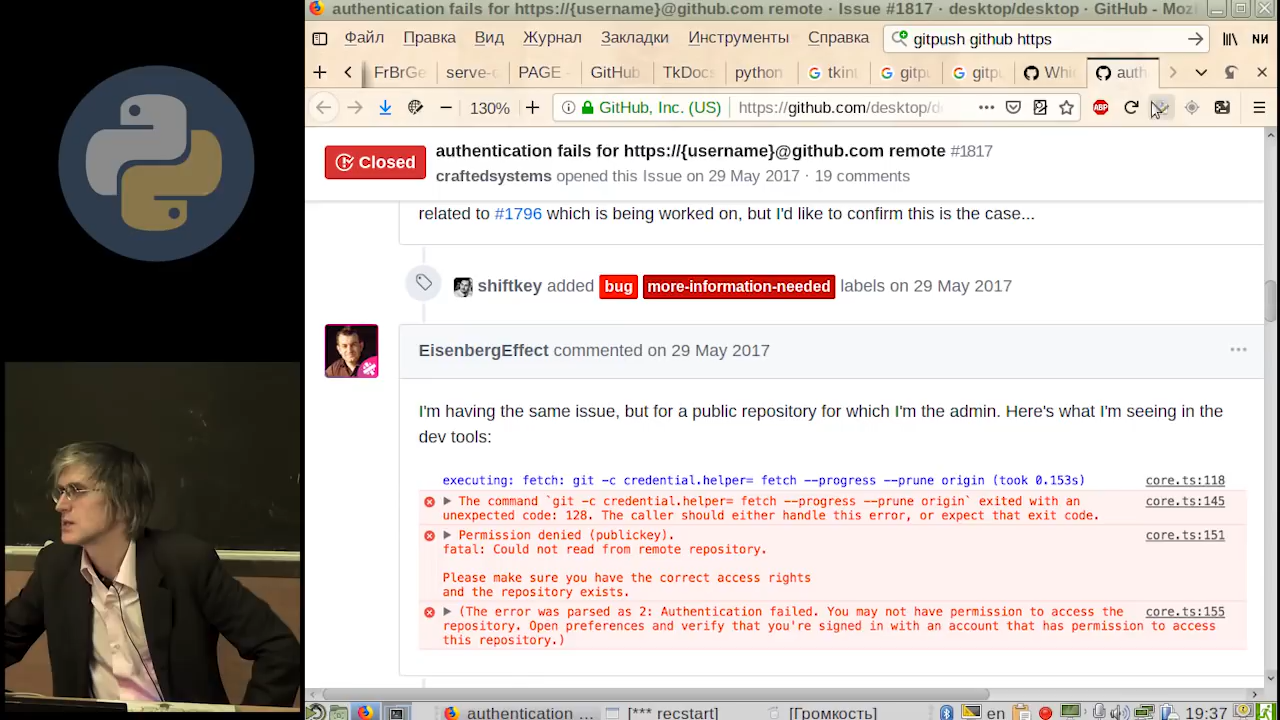 authentication fails for https://{username}@github.com remote · Issue #1817 · desktop/desktop · GitHub - Moz
Файл Правка Вид Журнал Закладки Инструменты Справка gitpush github https
FrBrGe serve- PAGE - GitHub TkDoc python tkint gitpu gitpu Whi auth
130% GitHub, Inc. (US) https://github.com/desktop/d
Closed authentication fails for https://{username}@github.com remote #1817
craftedsystems opened this Issue on 29 May 2017 · 19 comments
related to #1796 which is being worked on, but I'd like to confirm this is the case...
shiftkey added bug more-information-needed labels on 29 May 2017
EisenbergEffect commented on 29 May 2017
I'm having the same issue, but for a public repository for which I'm the admin. Here's what I'm seeing in the
dev tools:
executing: fetch: git -c credential.helper= fetch --progress --prune origin (took 0.153s) core.ts:118
The command `git -c credential.helper= fetch --progress --prune origin` exited with an core.ts:145
unexpected code: 128. The caller should either handle this error, or expect that exit code.
Permission denied (publickey). core.ts:151
fatal: Could not read from remote repository.
Please make sure you have the correct access rights
and the repository exists.
(The error was parsed as 2: Authentication failed. You may not have permission to access the core.ts:155
repository. Open preferences and verify that you're signed in with an account that has permission to access
this repository.)
authentication ... [*** recstart) [Громкость] en 19:37